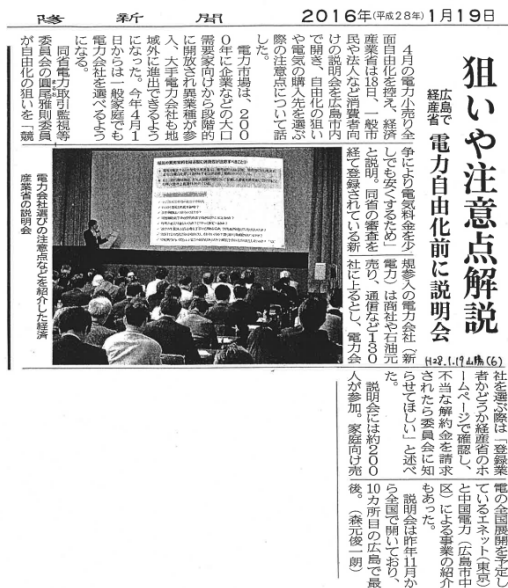 陽新聞
2016年(平成28年)1月19日
狙いや注意点解説
広島で
経産省
電力自由化前に説明会
H28.1.19山陽(6)
４月の電力小売り全
面自由化を控え、経済
産業省は18日、一般市
民や法人など消費者向
けの説明会を広島市内
で開き、自由化の狙い
や電気の購入先を選ぶ
際の注意点について話
した。
電力市場は、２００
０年に企業などの大口
需要家向けから段階的
に開放され異業種が参
入、大手電力会社も地
域外に進出できるよう
になった。今年４月１
日からは一般家庭でも
電力会社を選べるよう
になる。
同省電力取引監視等
委員会の圓尾雅則委員
が自由化の狙いを「競
争により電気料金を少
しでも安くするため」
と説明。同省の審査を
経て登録されている新
規参入の電力会社（新
電力）は商社や石油元
売り、通信など１３０
社に上るとし、電力会
社を選ぶ際は「登録業
者かどうか経産省のホ
ームページで確認し、
不当な解約金を請求
されたら委員会に知
らせてほしい」と述べ
た。
説明会には約２００
人が参加。家庭向け売
電の全国展開を予定し
ているエネット（東京）
と中国電力（広島市中
区）による事業の紹介
もあった。
説明会は昨年11月か
ら全国で開いており、
10カ所目の広島で最
後。（森元俊一朗）
電力会社選びの注意点などを紹介した経済
産業省の説明会